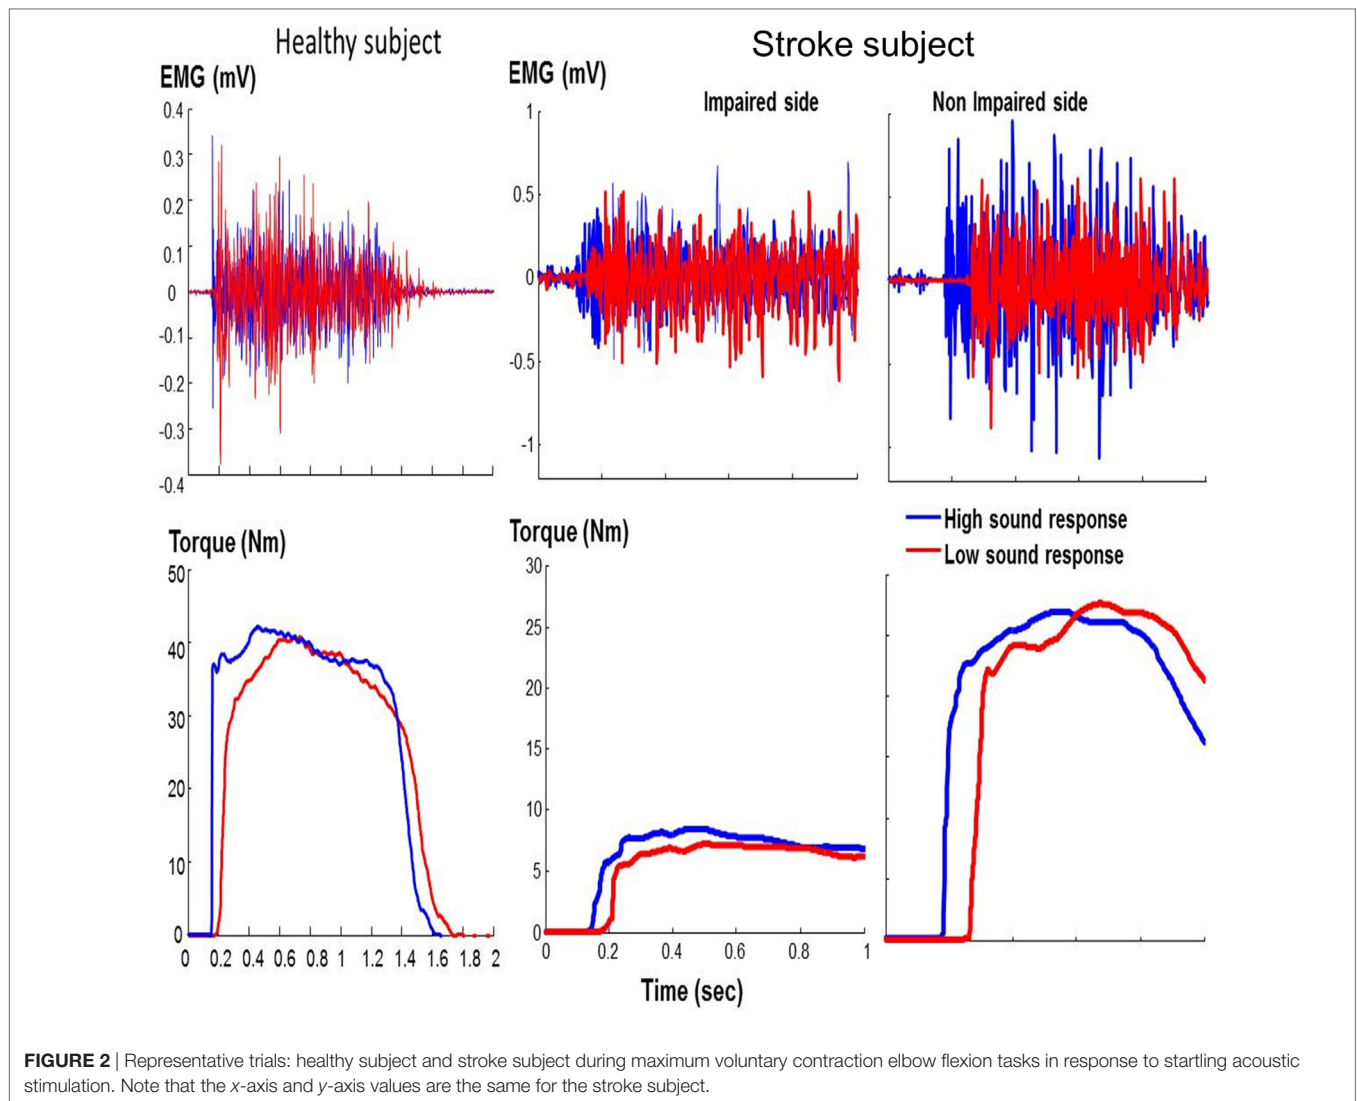 Healthy subject
Stroke subject
EMG (mV)
0.4
0.3
0.2
0.1
0
-0.1
-0.2
-0.3
-0.4
EMG (mV)
Impaired side
Non Impaired side
1
0.5
0
-0.5
-1
Torque (Nm)
50
40
30
20
10
0
0 0.2 0.4 0.6 0.8 1 1.2 1.4 1.6 2
Torque (Nm)
30
25
20
15
10
5
0
0 0.2 0.4 0.6 0.8 1
High sound response
Low sound response
Time (sec)
FIGURE 2 | Representative trials: healthy subject and stroke subject during maximum voluntary contraction elbow flexion tasks in response to startling acoustic
stimulation. Note that the x-axis and y-axis values are the same for the stroke subject.